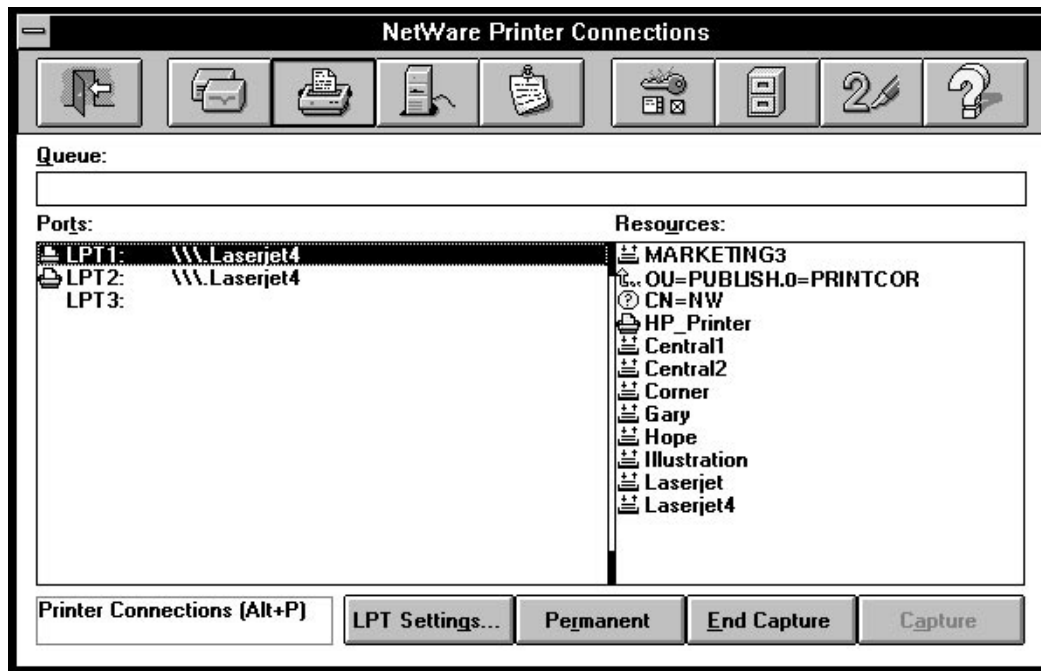 NetWare Printer Connections
2
Queue:
Ports:
LPT1: \\\.Laserjet4
LPT2: \\\.Laserjet4
LPT3:
Resources:
MARKETING3
OU=PUBLISH.0=PRINTCOR
CN=NW
HP_Printer
Central1
Central2
Corner
Gary
Hope
Illustration
Laserjet
Laserjet4
Printer Connections (Alt+P)
LPT Settings...
Permanent
End Capture
Capture